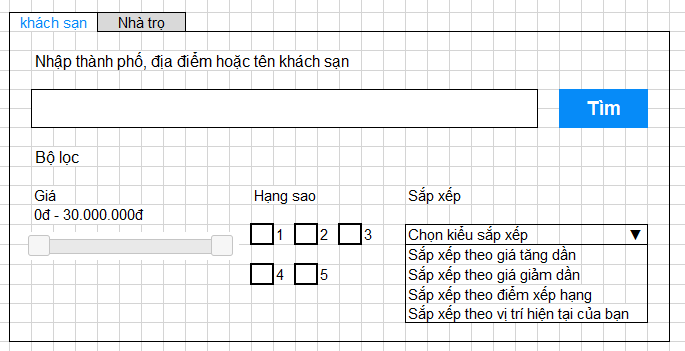 khách sạn
Nhà trọ
Nhập thành phố, địa điểm hoặc tên khách sạn
Tìm
Bộ lọc
Giá
0đ - 30.000.000đ
Hạng sao
1 2 3
4 5
Sắp xếp
Chọn kiểu sắp xếp ▼
Sắp xếp theo giá tăng dần
Sắp xếp theo giá giảm dần
Sắp xếp theo điểm xếp hạng
Sắp xếp theo vị trí hiện tại của bạn